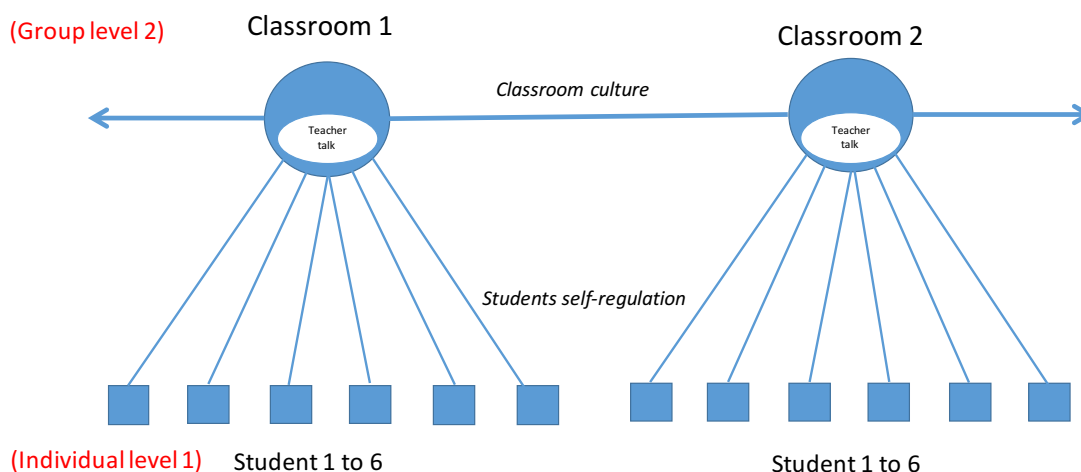 (Group level 2)
Classroom 1
Classroom 2
Classroom culture
Teacher
talk
Teacher
talk
Students self-regulation
(Individual level 1)
Student 1 to 6
Student 1 to 6